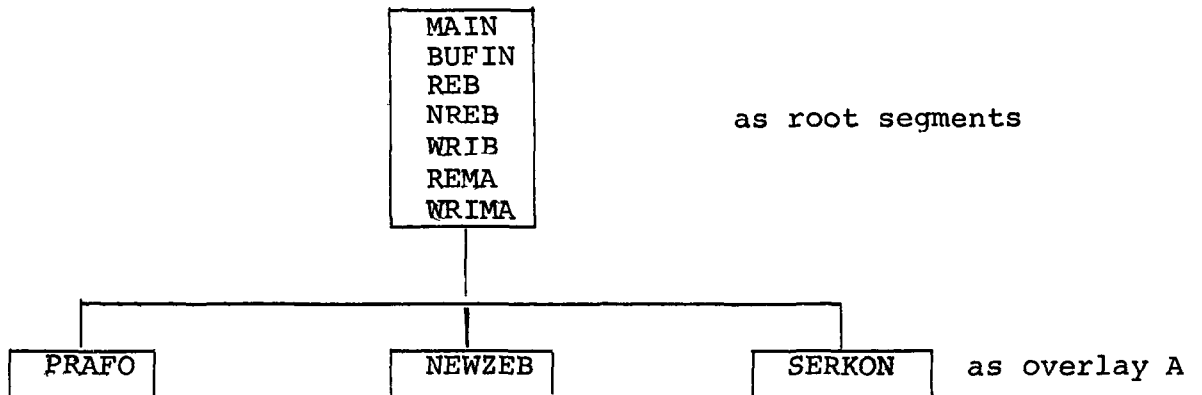 MAIN
BUFIN
REB
NREB
WRIB
REMA
WRIMA
as root segments
PRAFO NEWZEB SERKON as overlay A